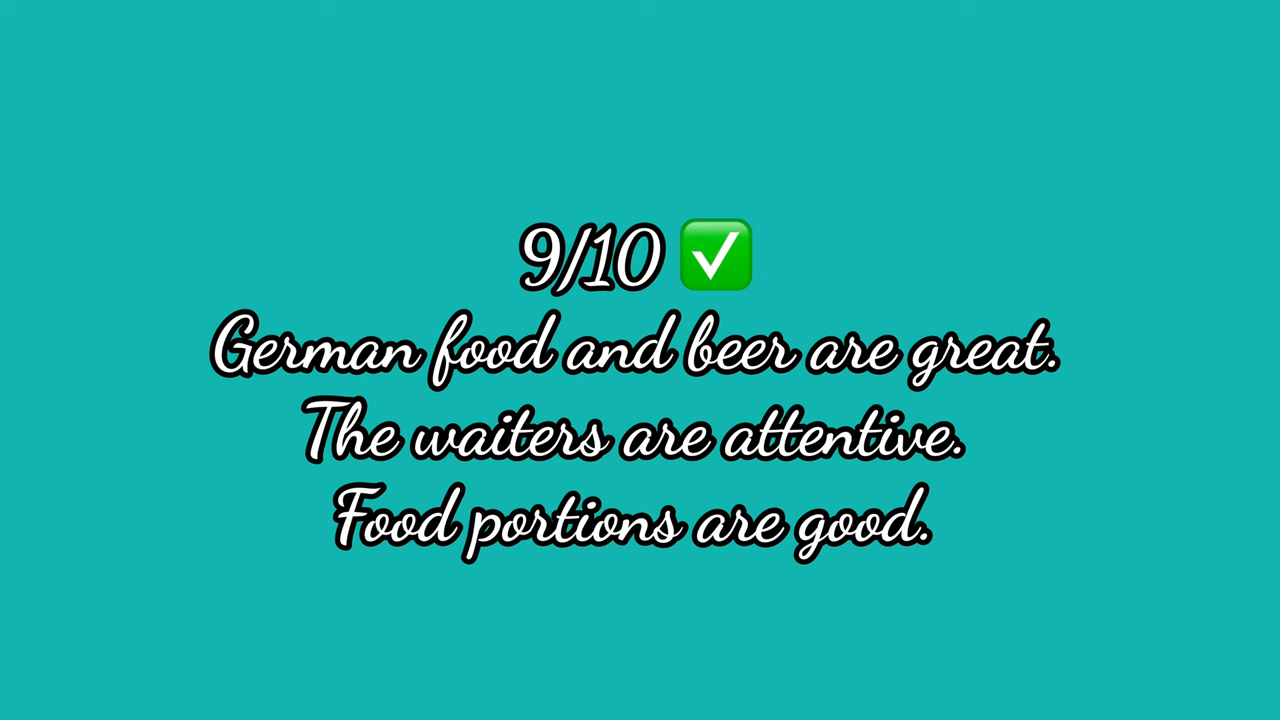 9/10 ✅
German food and beer are great.
The waiters are attentive.
Food portions are good.